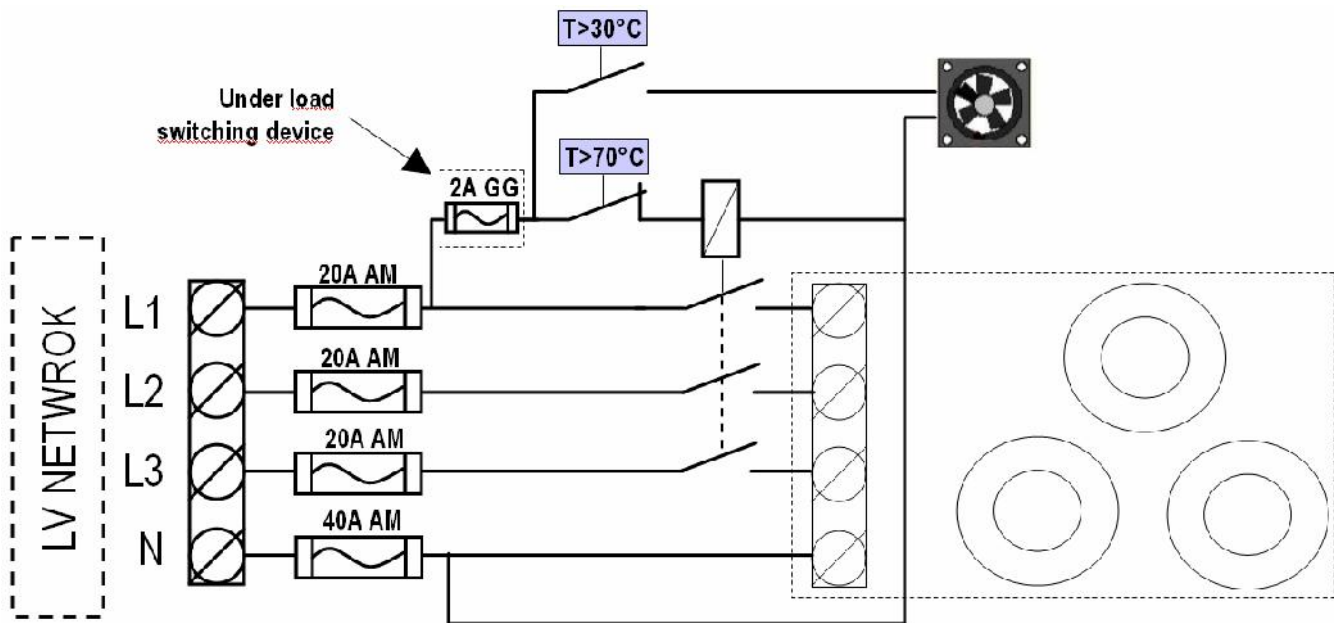 T>30°C
Under load
switching device
T>70°C
2A GG
20A AM
L1
20A AM
L2
20A AM
L3
40A AM
N
LV NETWROK